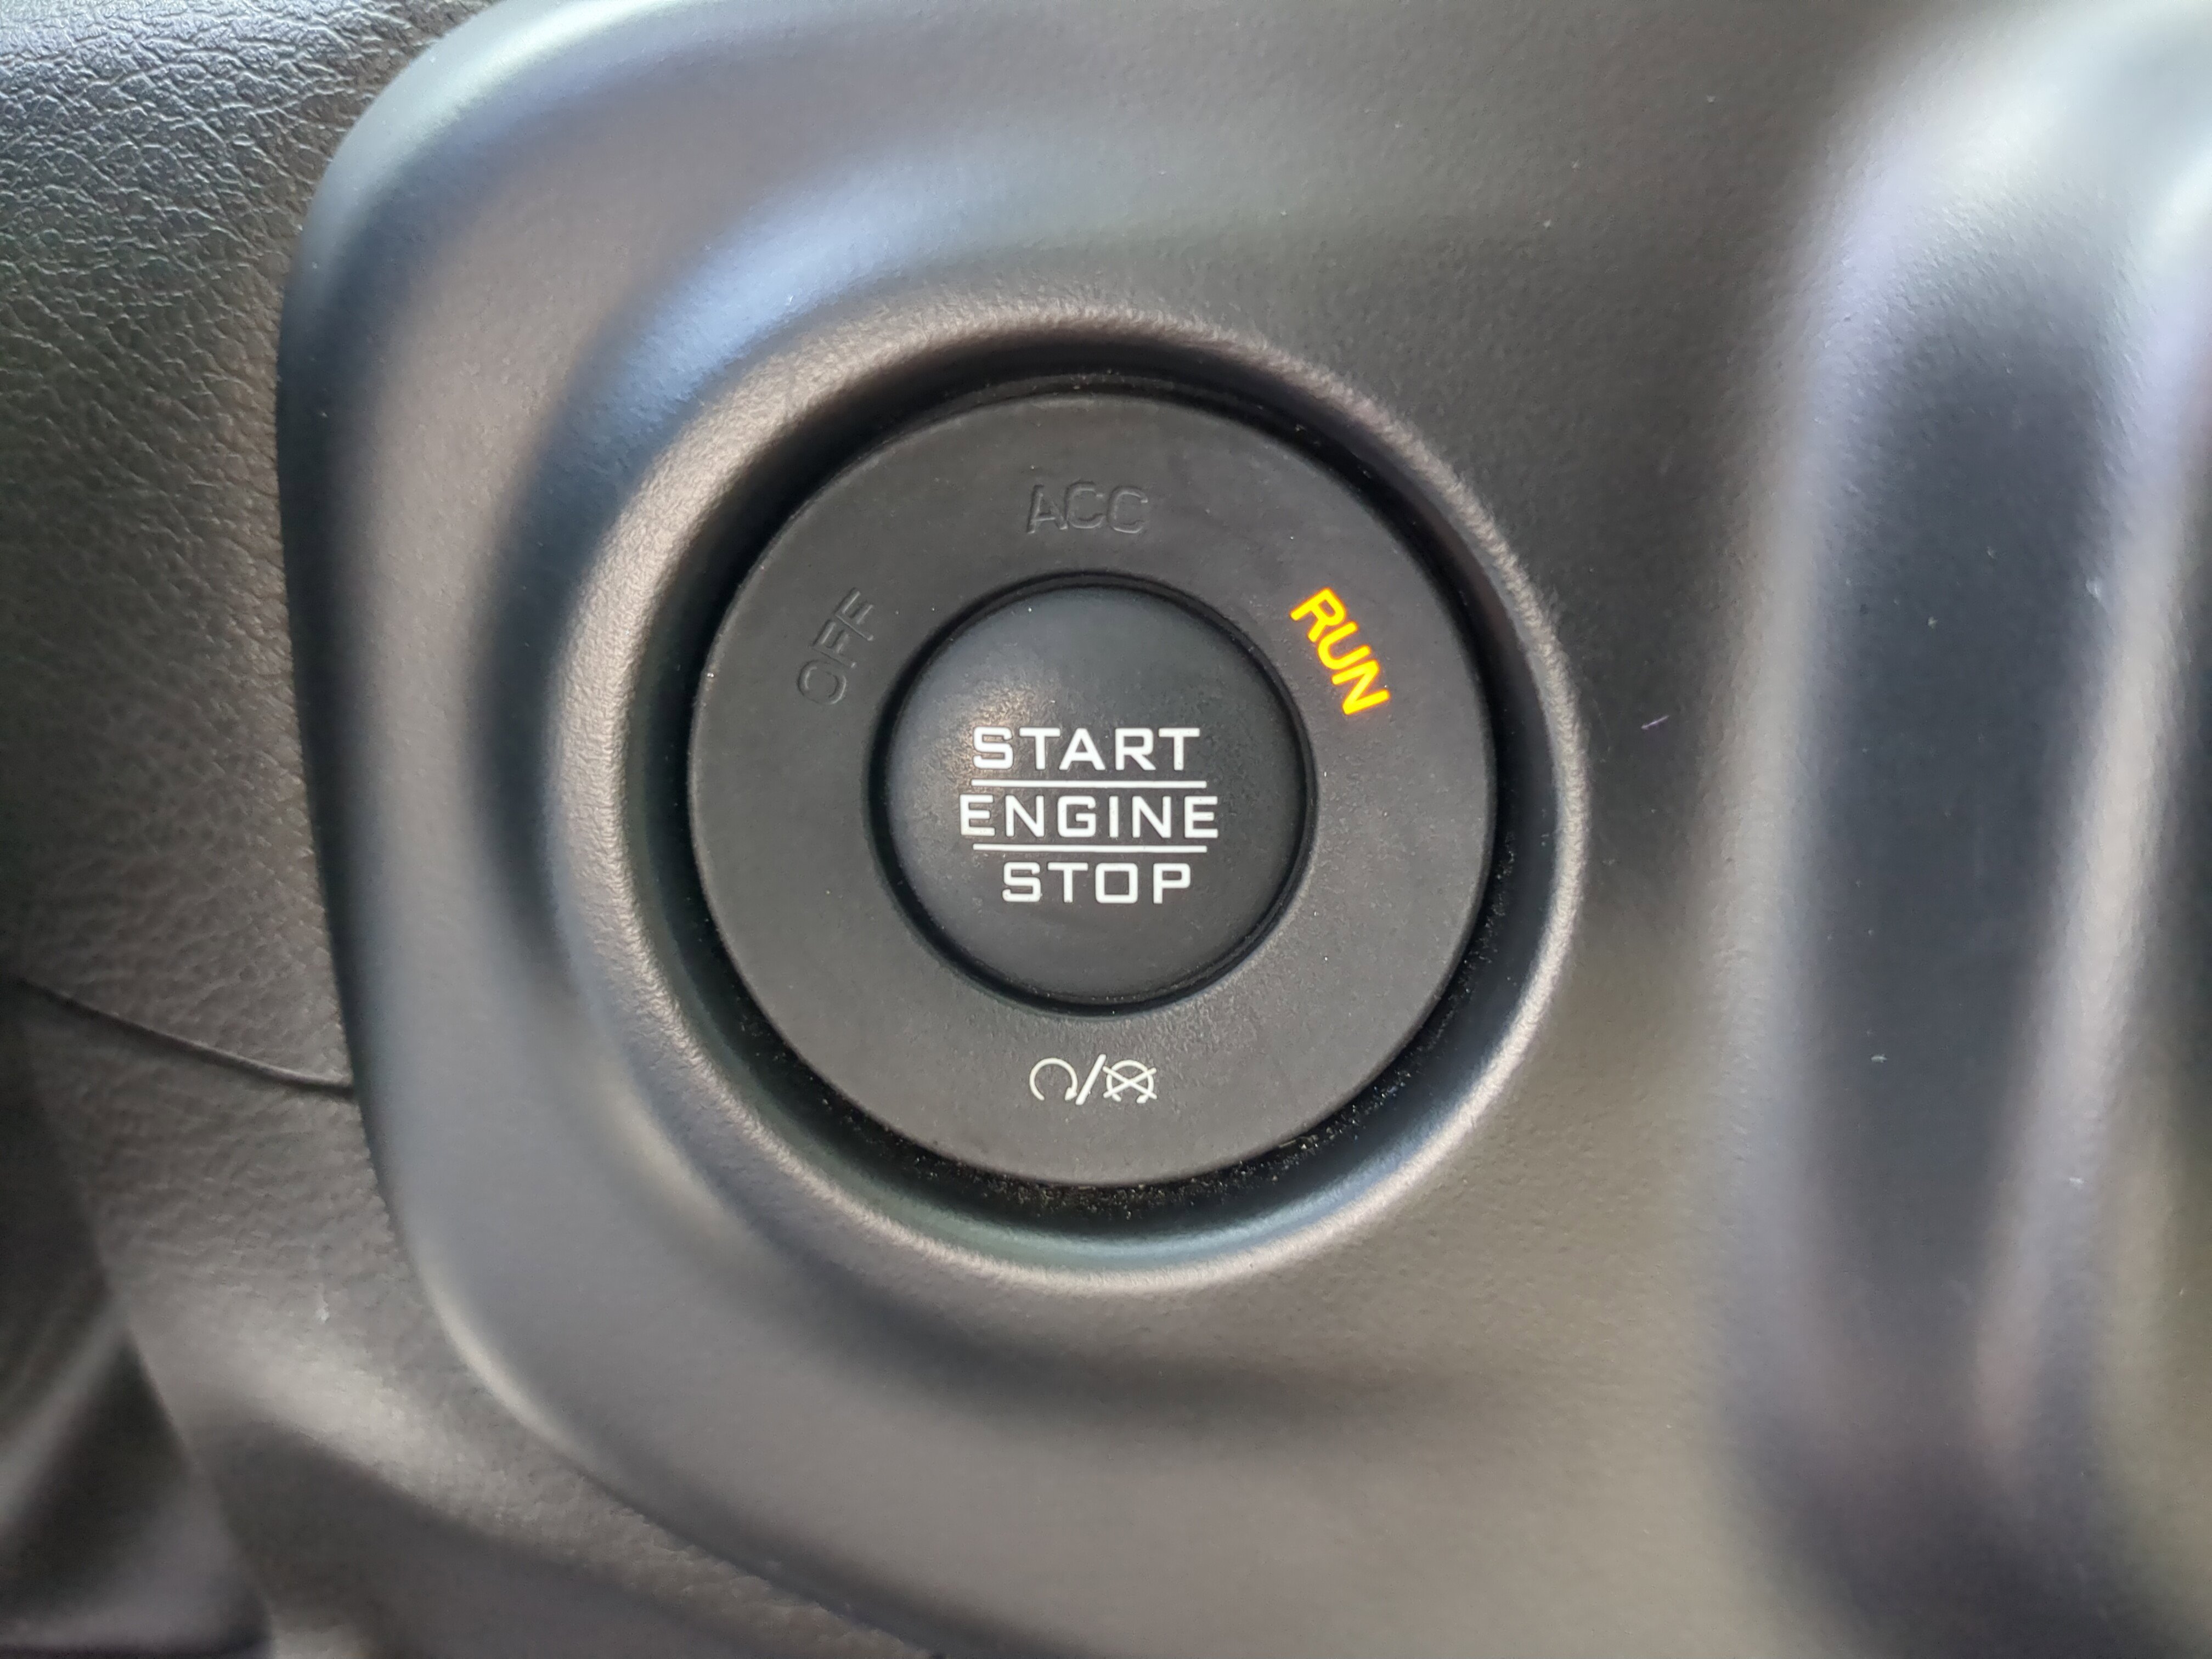 ACC
OFF
RUN
START
ENGINE
STOP